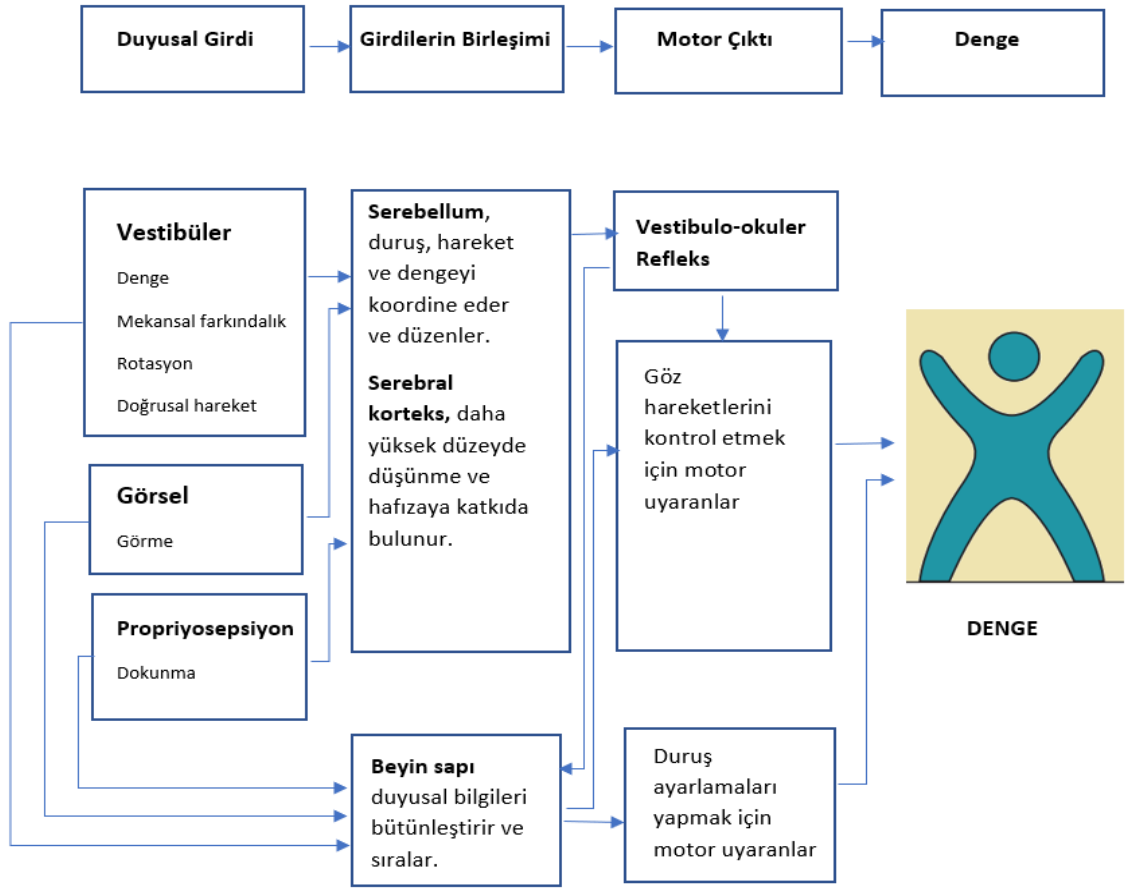 Duyusal Girdi
Girdilerin Birleşimi
Motor Çıktı
Denge
Vestibüler
Denge
Mekansal farkındalık
Rotasyon
Doğrusal hareket
Görsel
Görme
Propriyosepsiyon
Dokunma
Serebellum,
duruş, hareket
ve dengeyi
koordine eder
ve düzenler.
Serebral
korteks, daha
yüksek düzeyde
düşünme ve
hafızaya katkıda
bulunur.
Beyin sapı
duyusal bilgileri
bütünleştirir ve
sıralar.
Vestibulo-okuler
Refleks
Göz
hareketlerini
kontrol etmek
için motor
uyaranlar
Duruş
ayarlamaları
yapmak için
motor uyaranlar
DENGE